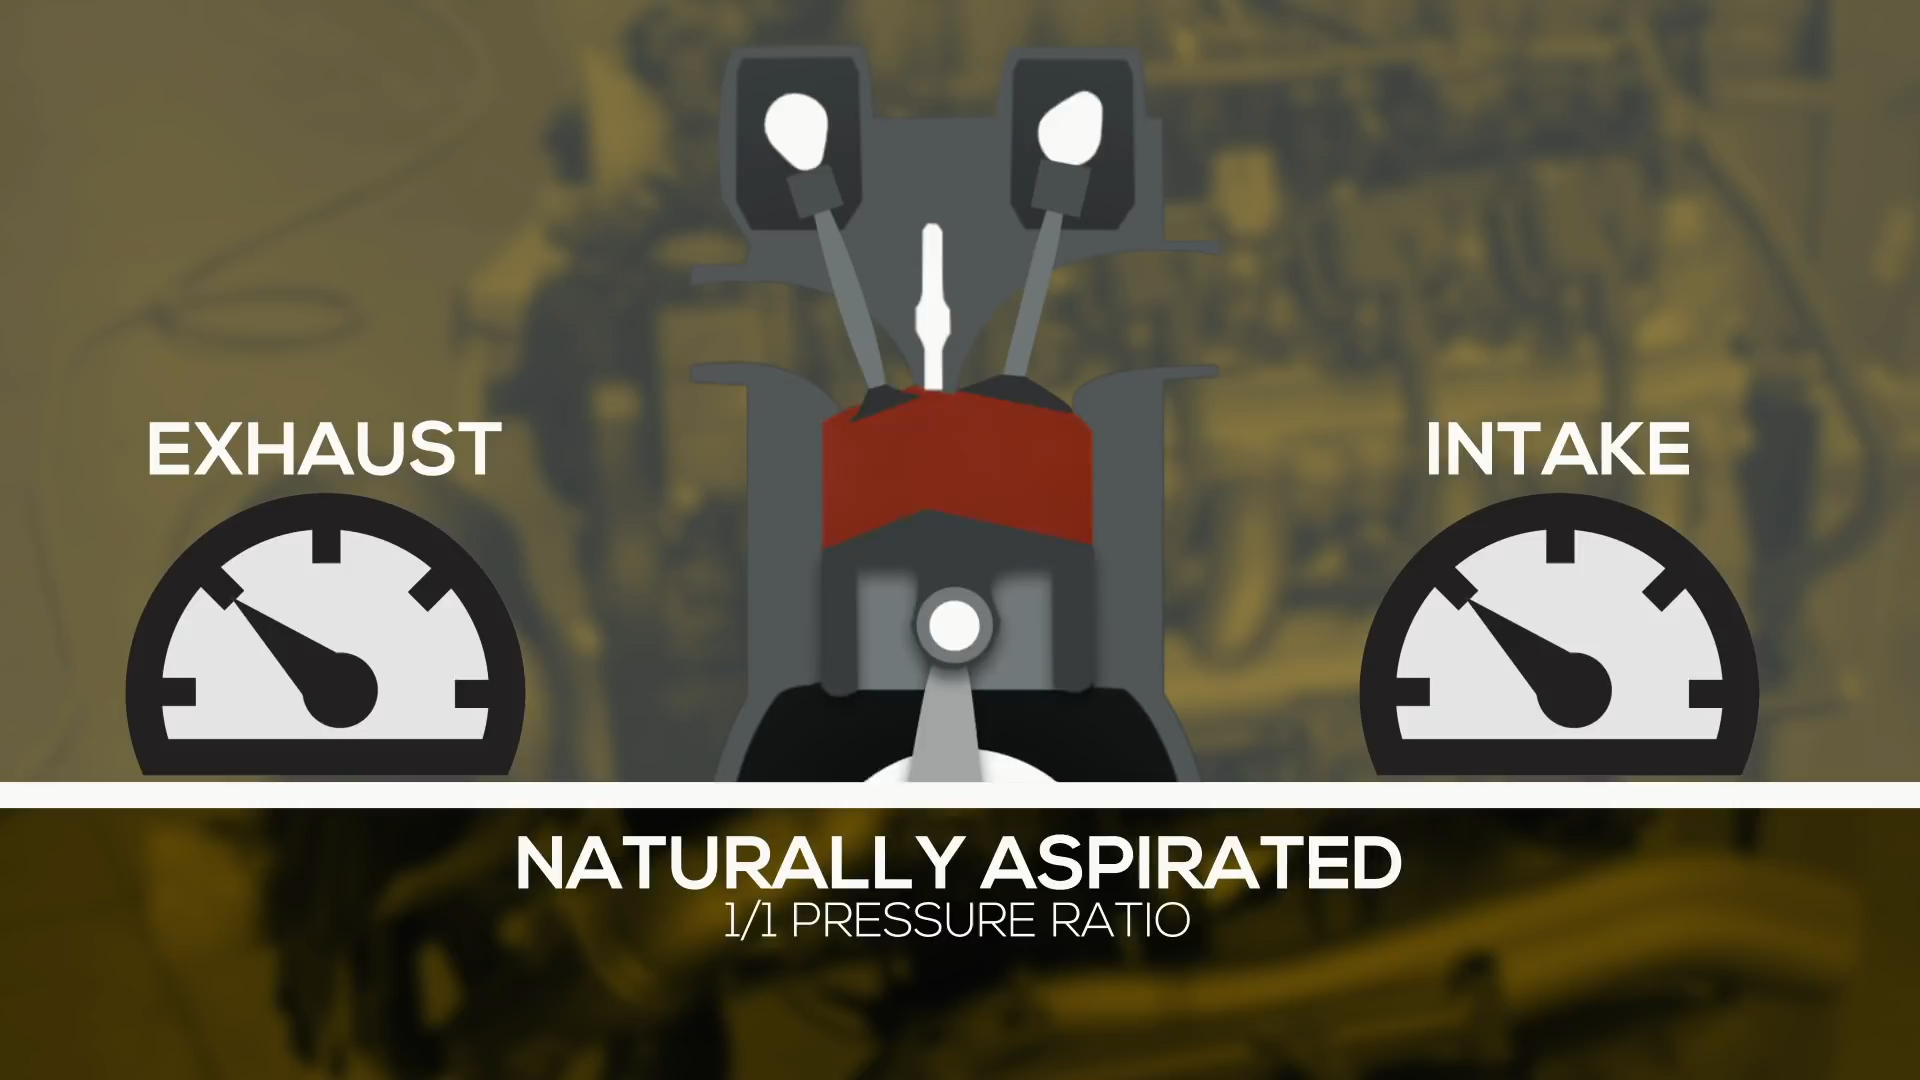 EXHAUST
INTAKE
NATURALLY ASPIRATED
1/1 PRESSURE RATIO